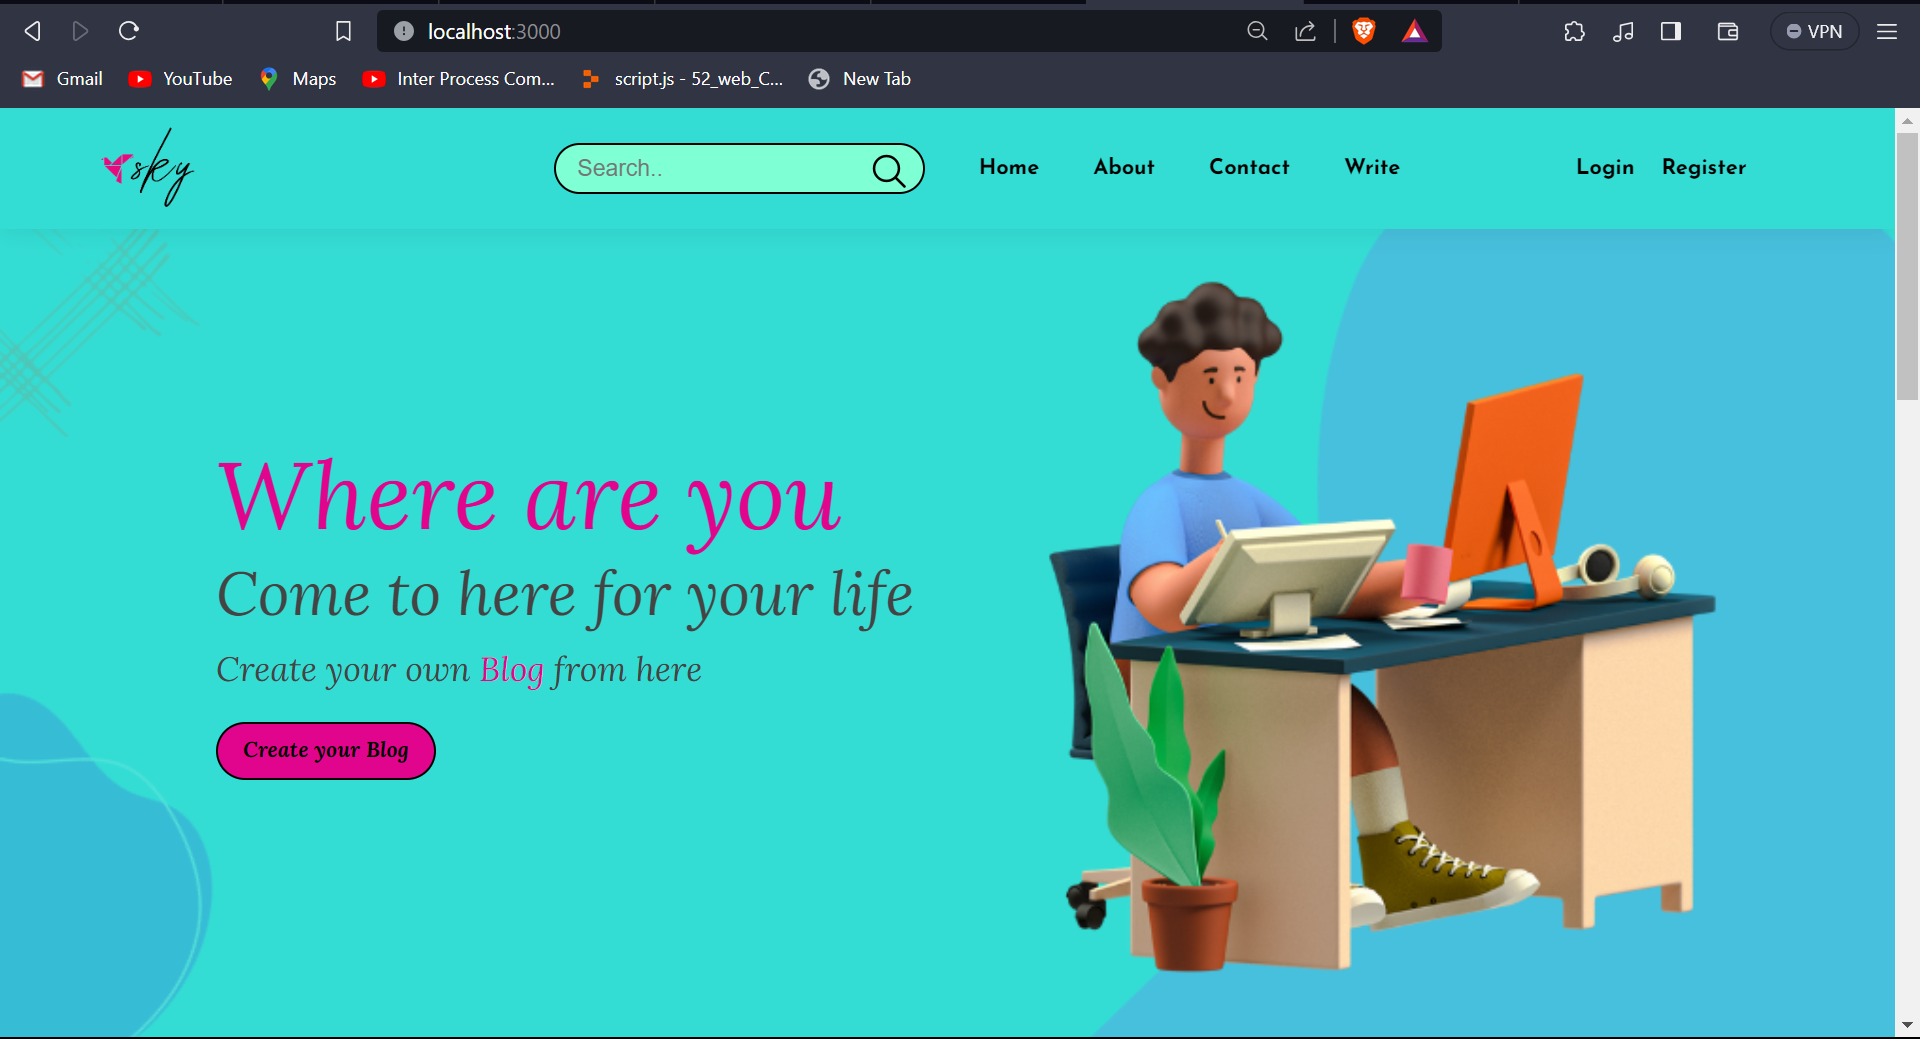 localhost:3000
VPN
Gmail YouTube Maps Inter Process Com... script.js - 52_web_C... New Tab
sky Search.. Home About Contact Write Login Register
Where are you
Come to here for your life
Create your own Blog from here
Create your Blog